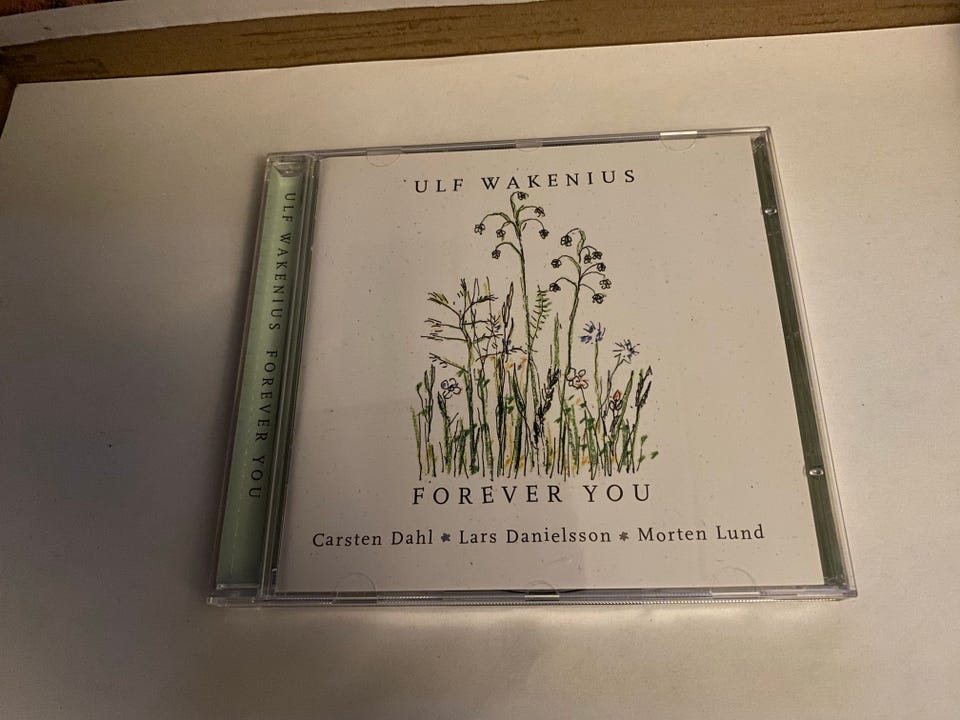 ULF WAKENIUS FOREVER YOU
ULF WAKENIUS
FOREVER YOU
Carsten Dahl * Lars Danielsson * Morten Lund